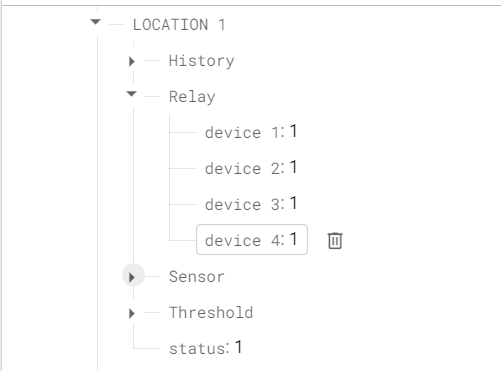 LOCATION 1
History
Relay
device 1: 1
device 2: 1
device 3: 1
device 4: 1
Sensor
Threshold
status: 1